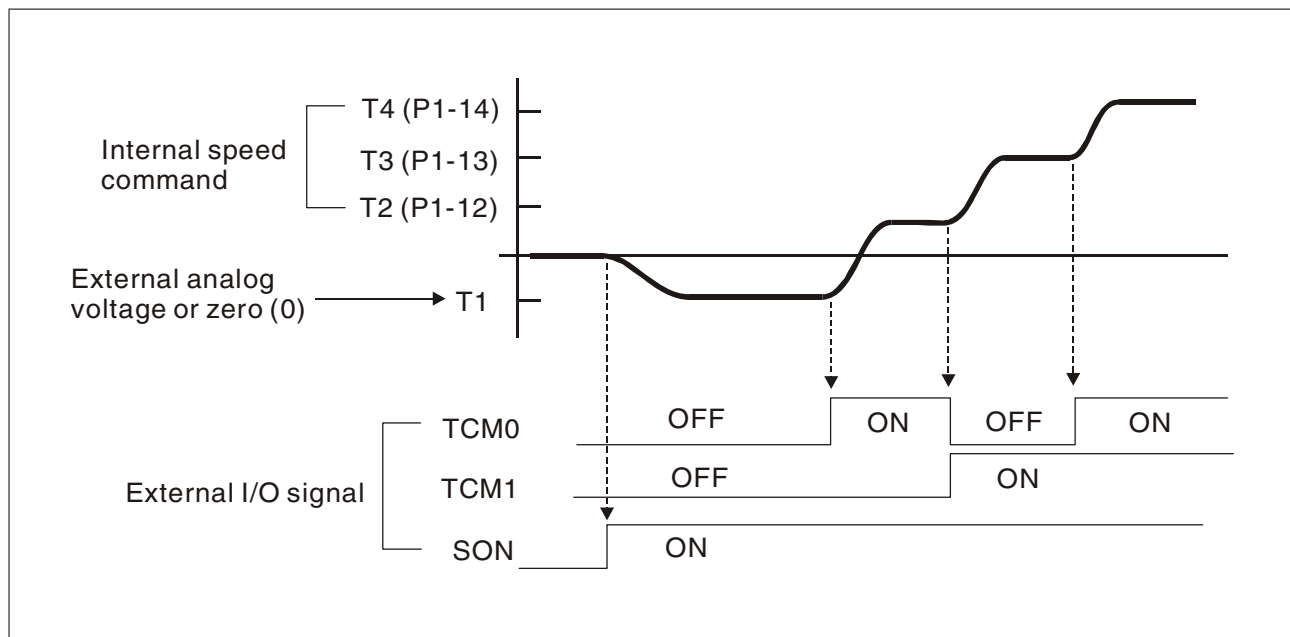 T4 (P1-14)
Internal speed
command
T3 (P1-13)
T2 (P1-12)
External analog
voltage or zero (0)
T1
External I/O signal
TCM0
OFF
ON
OFF
ON
TCM1
OFF
ON
SON
ON